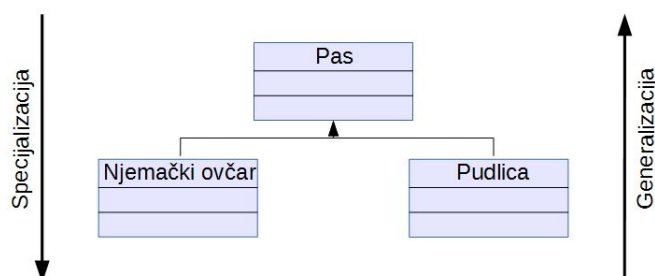 Specijalizacija
Pas
Generalizacija
Njemački ovčar
Pudlica